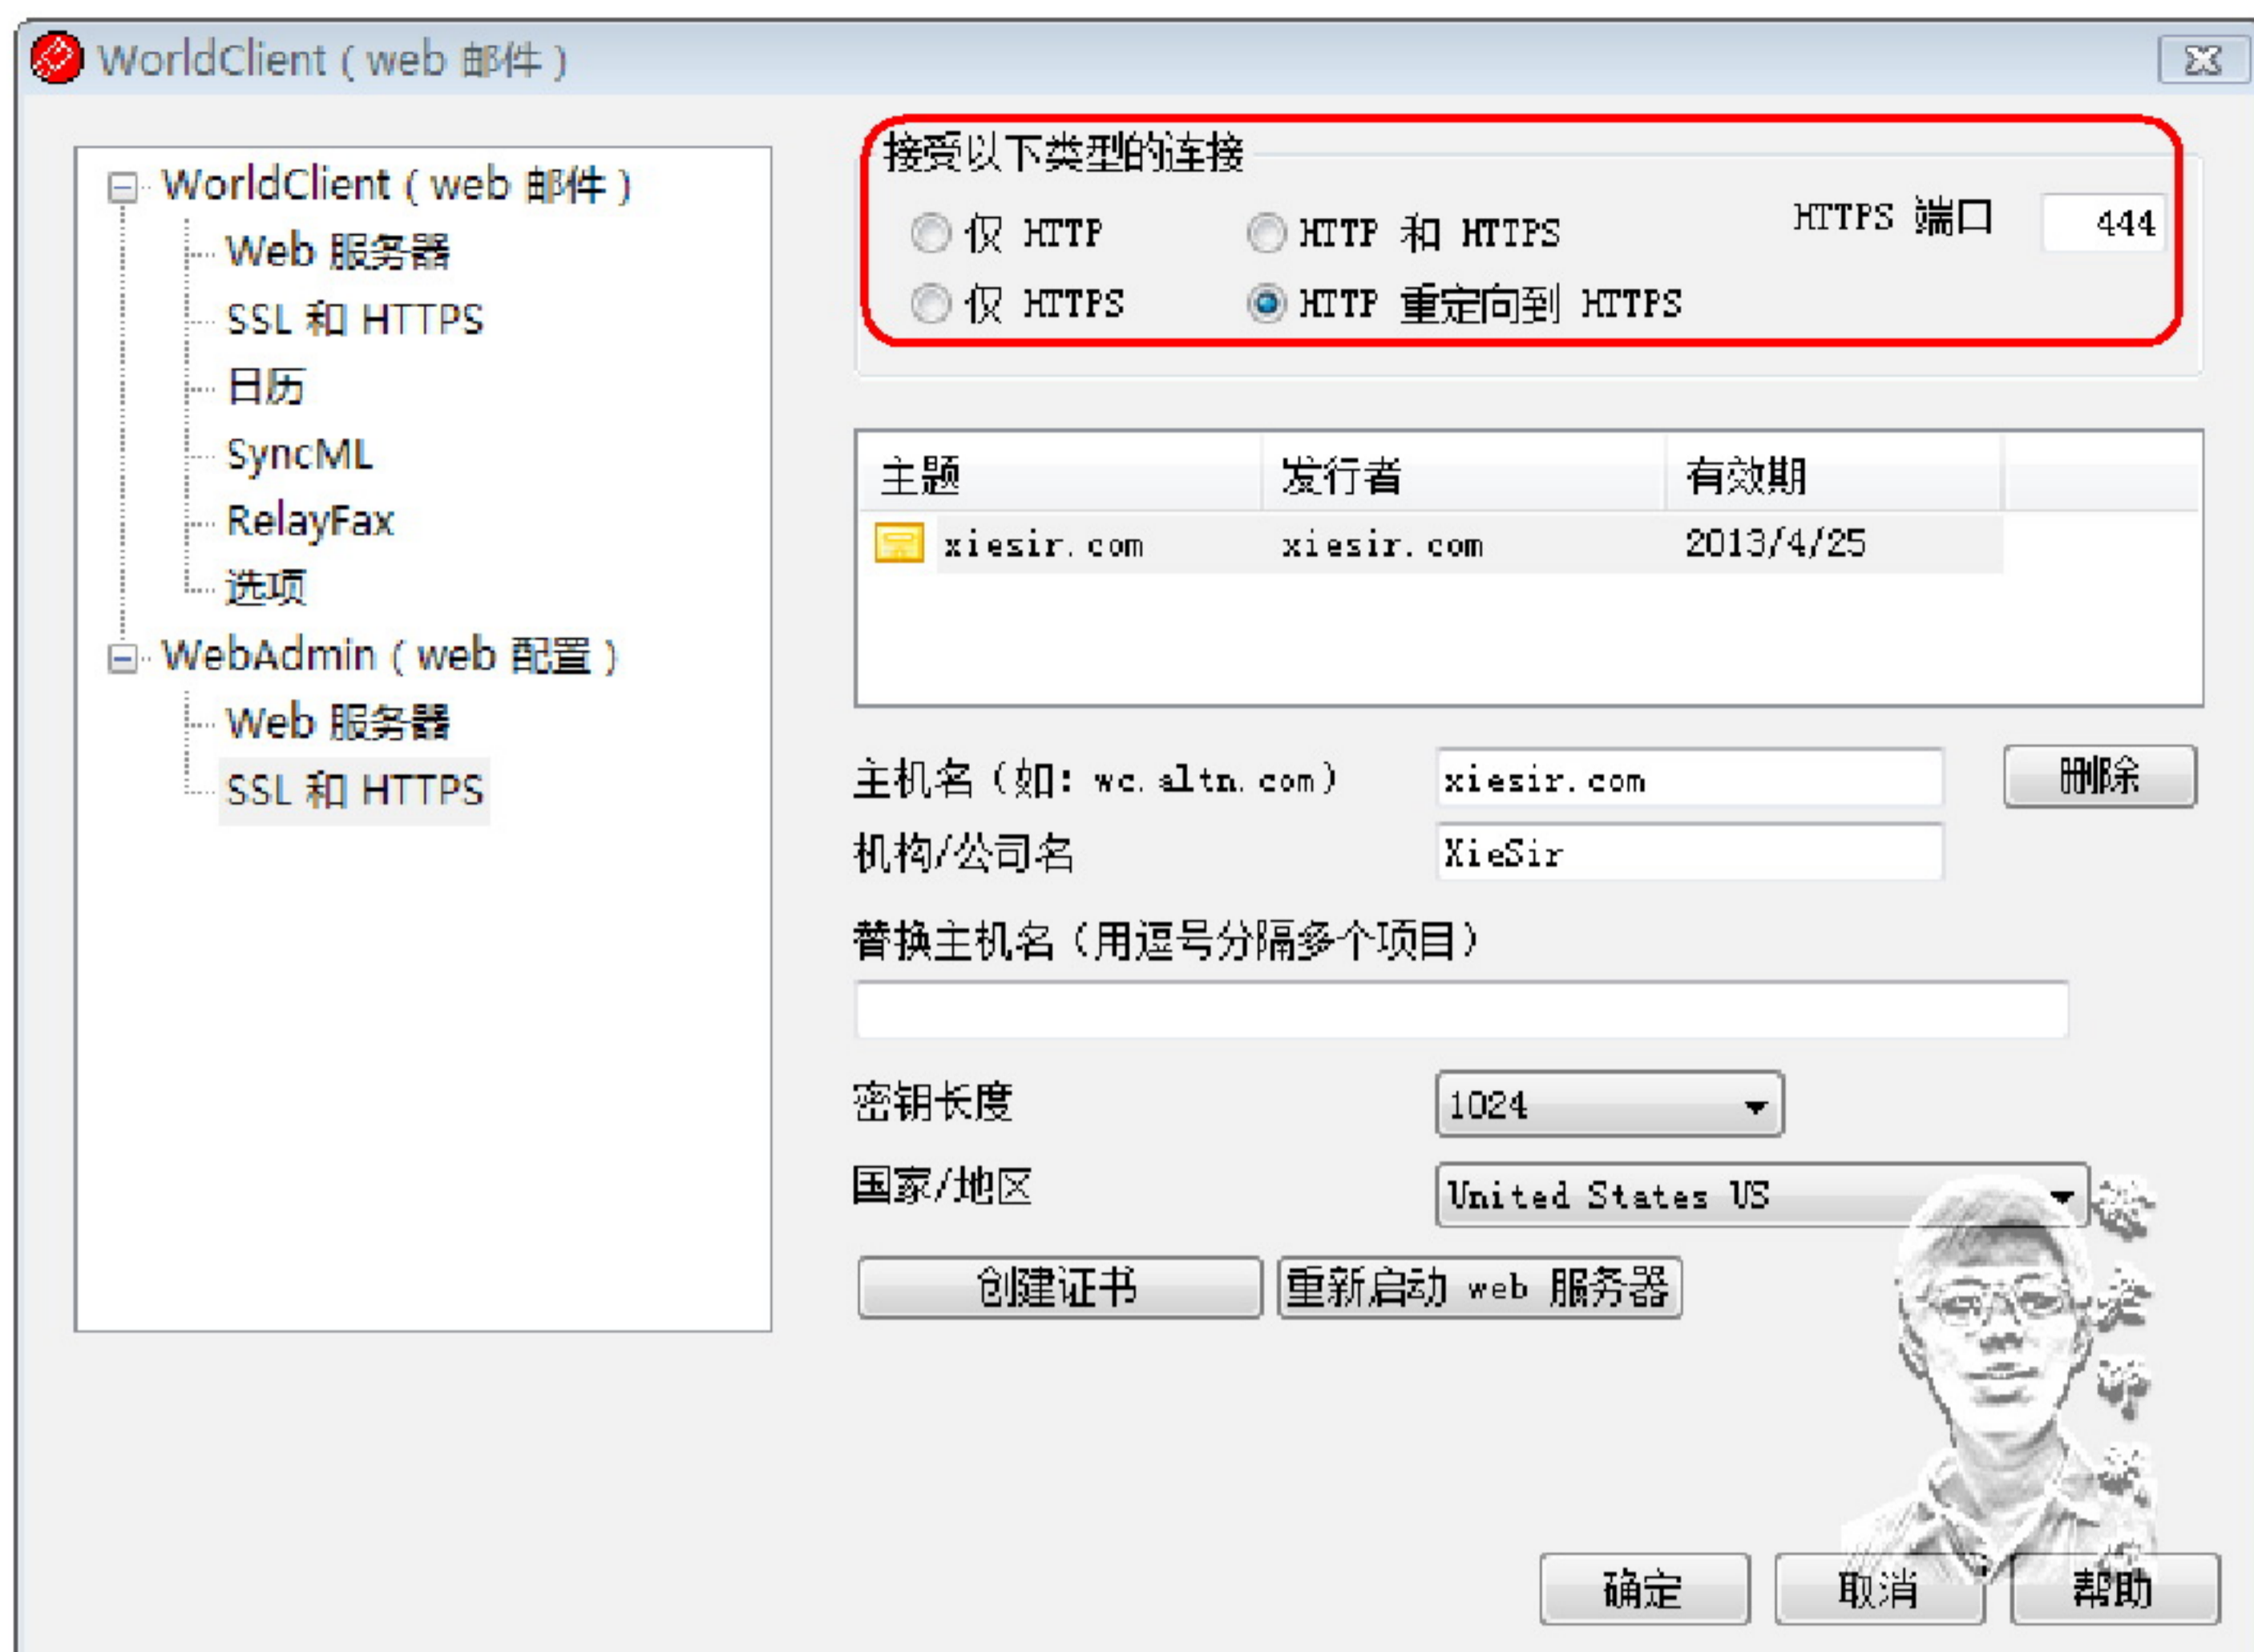 WorldClient ( web 邮件 )
WorldClient ( web 邮件 )
Web 服务器
SSL 和 HTTPS
日历
SyncML
RelayFax
选项
WebAdmin ( web 配置 )
Web 服务器
SSL 和 HTTPS
接受以下类型的连接
仅 HTTP
HTTP 和 HTTPS
HTTPS 端口 444
仅 HTTPS
HTTP 重定向到 HTTPS
主题 发行者 有效期
xiesir.com xiesir.com 2013/4/25
主机名（如: wc.altn.com） xiesir.com 删除
机构/公司名 XieSir
替换主机名（用逗号分隔多个项目）
密钥长度 1024
国家/地区 United States US
创建证书 重新启动 web 服务器
确定 取消 帮助